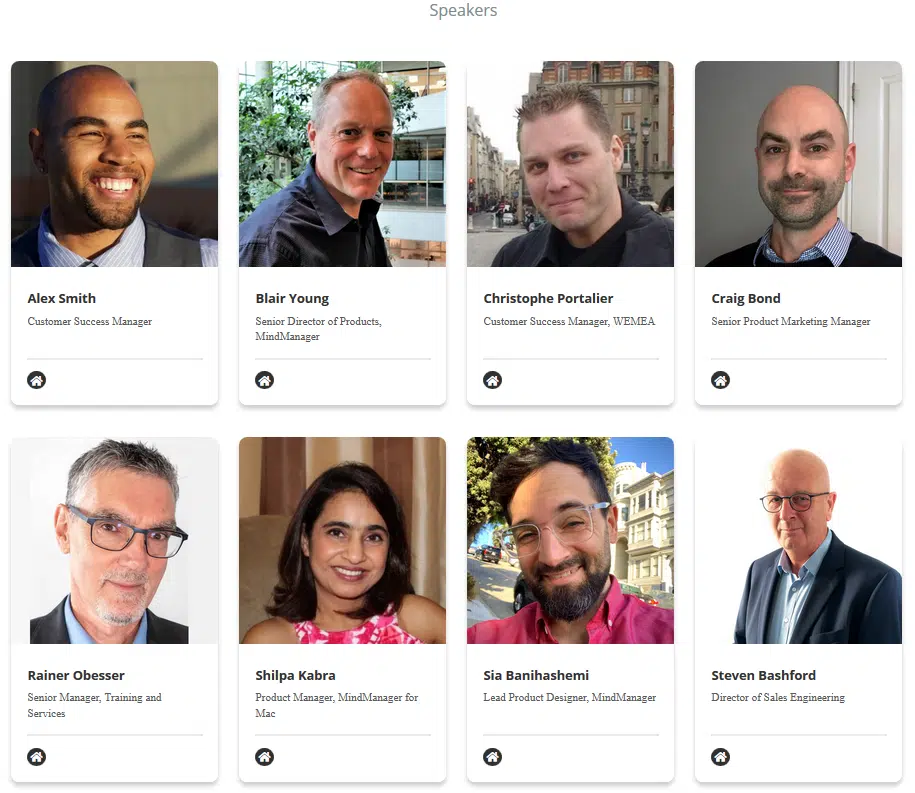 Speakers
Alex Smith
Customer Success Manager
Blair Young
Senior Director of Products,
MindManager
Christophe Portalier
Customer Success Manager, WEMEA
Craig Bond
Senior Product Marketing Manager
Rainer Obesser
Senior Manager, Training and
Services
Shilpa Kabra
Product Manager, MindManager for
Mac
Sia Banihashemi
Lead Product Designer, MindManager
Steven Bashford
Director of Sales Engineering